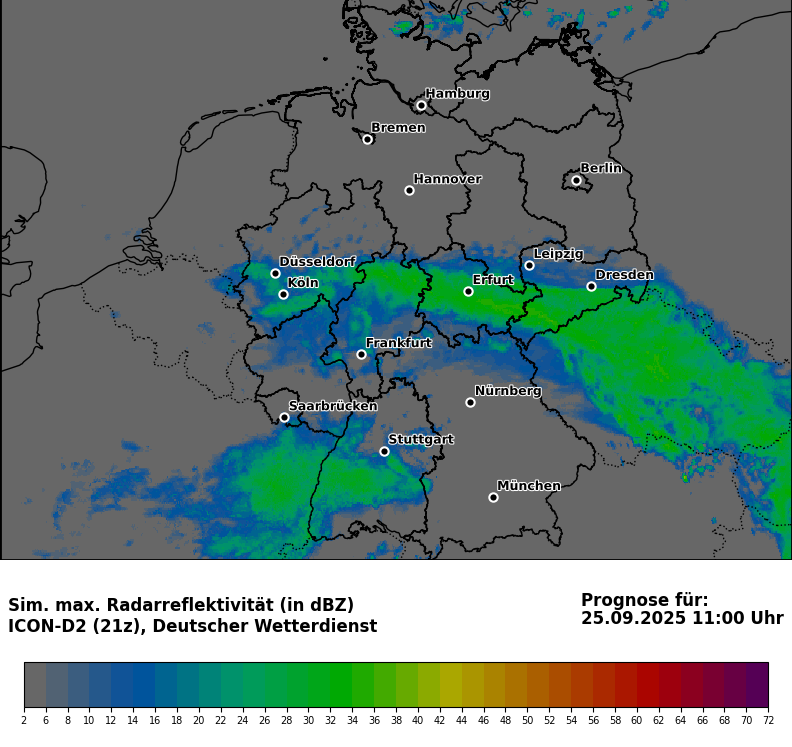 Hamburg
Bremen
Berlin
Hannover
Leipzig
Düsseldorf
Dresden
Köln
Erfurt
Frankfurt
Nürnberg
Saarbrücken
Stuttgart
München
Sim. max. Radarreflektivität (in dBZ)
ICON-D2 (21z), Deutscher Wetterdienst
Prognose für:
25.09.2025 11:00 Uhr
2 6 8 10 12 14 16 18 20 22 24 26 28 30 32 34 36 38 40 42 44 46 48 50 52 54 56 58 60 62 64 66 68 70 72